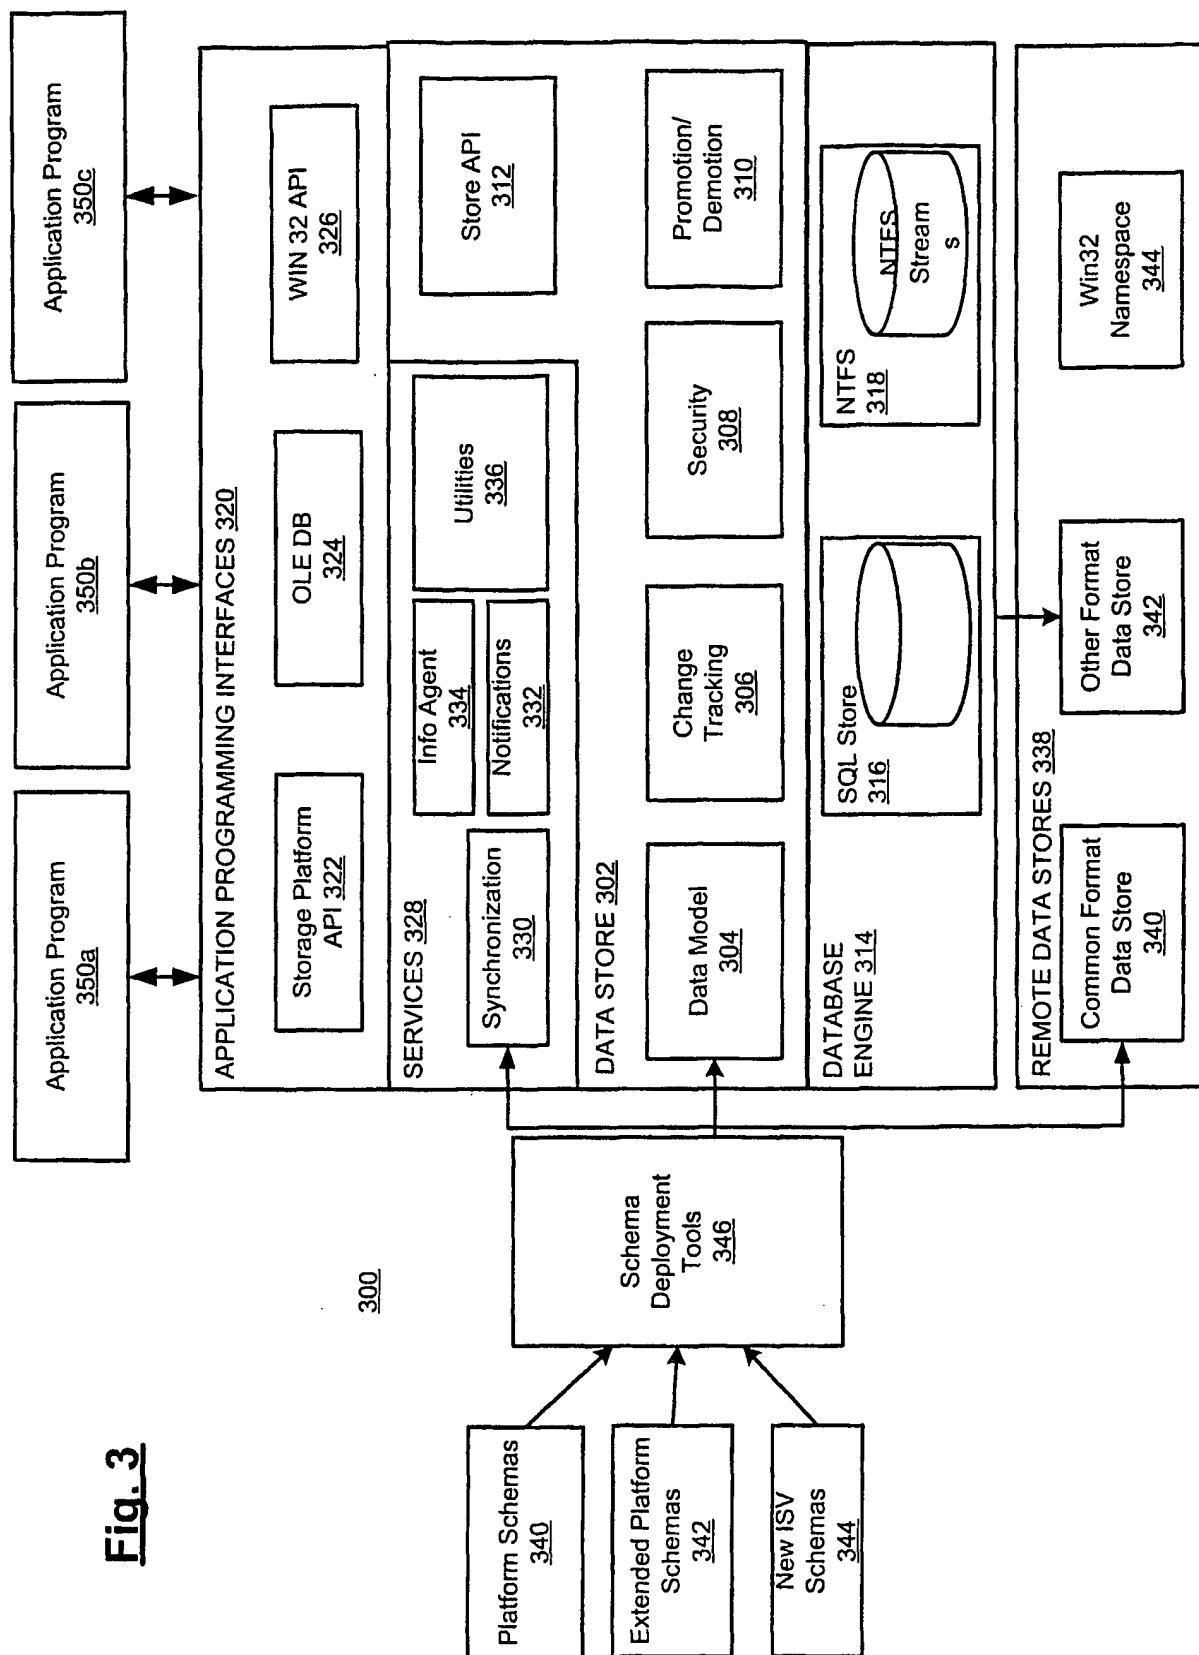 Application Program
350a
Application Program
350b
Application Program
350c
APPLICATION PROGRAMMING INTERFACES 320
Storage Platform
API 322
OLE DB
324
WIN 32 API
326
SERVICES 328
Synchronization
330
Info Agent
334
Notifications
332
Utilities
336
Store API
312
DATA STORE 302
Data Model
304
Change
Tracking
306
Security
308
Promotion/
Demotion
310
DATABASE
ENGINE 314
SQL Store
316
NTFS
318
NTFS
Stream
s
REMOTE DATA STORES 338
Common Format
Data Store
340
Other Format
Data Store
342
Win32
Namespace
344
300
Schema
Deployment
Tools
346
Platform Schemas
340
Extended Platform
Schemas
342
New ISV
Schemas
344
Fig. 3